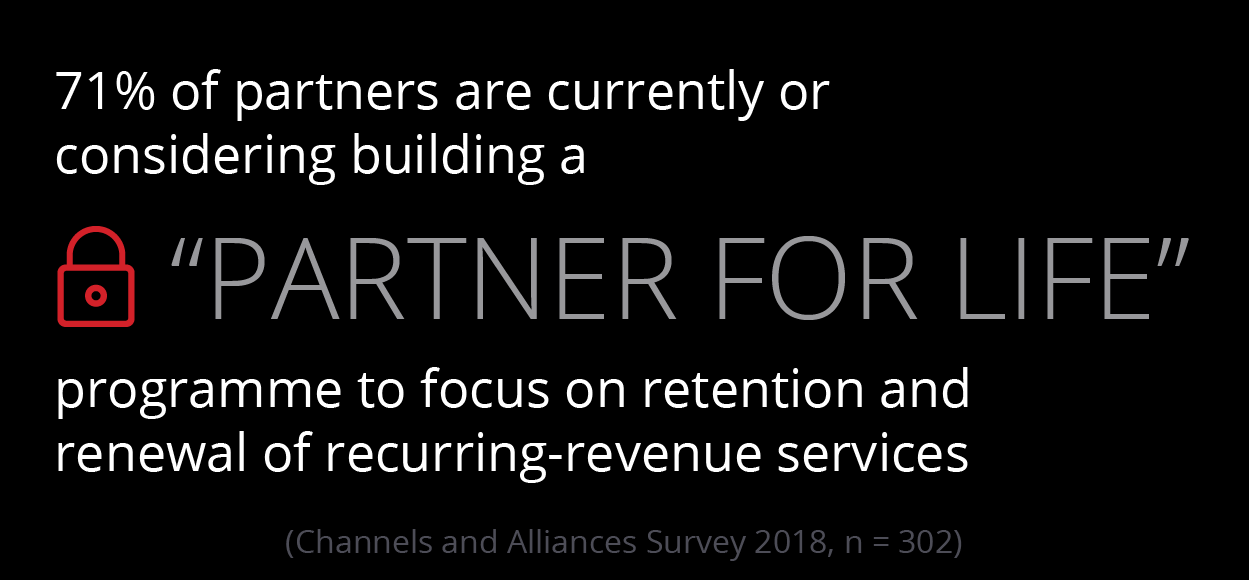 71% of partners are currently or
considering building a
“PARTNER FOR LIFE”
programme to focus on retention and
renewal of recurring-revenue services
(Channels and Alliances Survey 2018, n = 302)